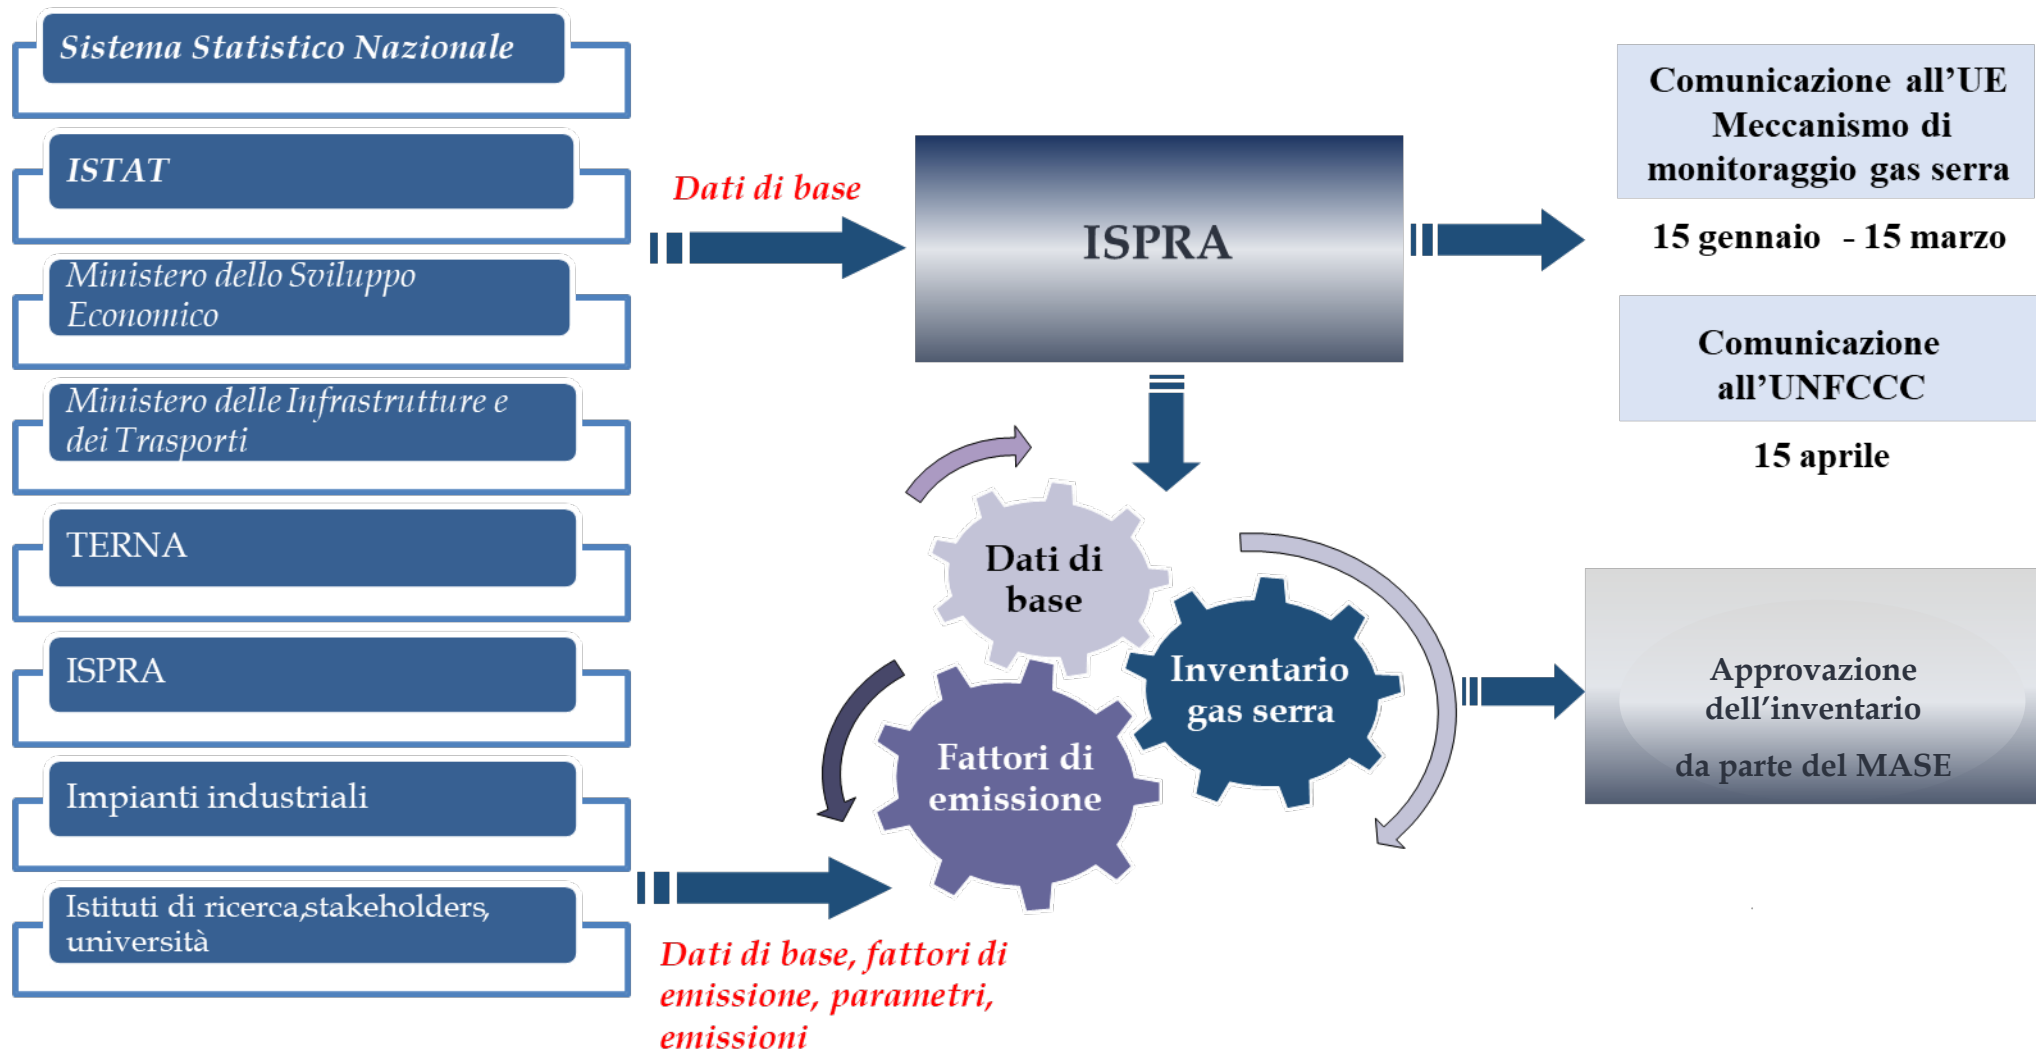 Sistema Statistico Nazionale
ISTAT
Ministero dello Sviluppo
Economico
Ministero delle Infrastrutture e
dei Trasporti
TERNA
ISPRA
Impianti industriali
Istituti di ricerca,stakeholders,
università
Dati di base
Dati di base, fattori di
emissione, parametri,
emissioni
ISPRA
Dati di
base
Fattori di
emissione
Inventario
gas serra
Comunicazione all’UE
Meccanismo di
monitoraggio gas serra
15 gennaio - 15 marzo
Comunicazione
all’UNFCCC
15 aprile
Approvazione
dell’inventario
da parte del MASE